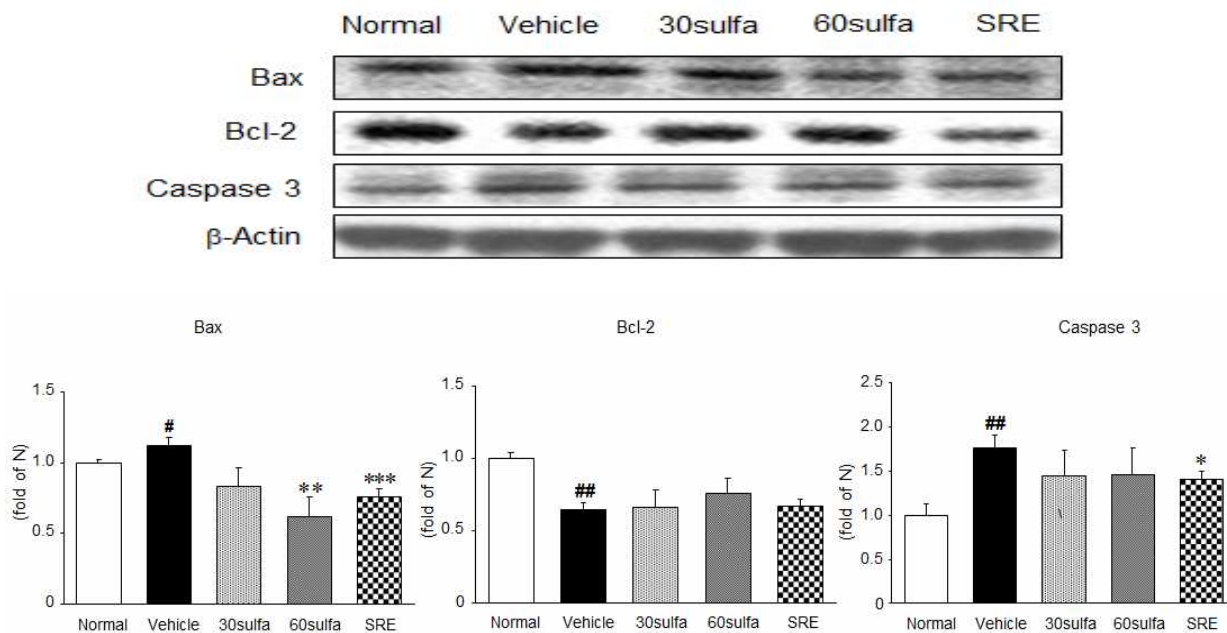 Normal Vehicle 30sulfa 60sulfa SRE
Bax
Bcl-2
Caspase 3
β-Actin
Bax
(fold of N)
1.5
1.0
0.5
0
#
**
***
Normal Vehicle 30sulfa 60sulfa SRE
Bcl-2
(fold of N)
1.5
1.0
0.5
0
##
Normal Vehicle 30sulfa 60sulfa SRE
Caspase 3
(fold of N)
2.5
2.0
1.5
1.0
0.5
0
##
*
Normal Vehicle 30sulfa 60sulfa SRE